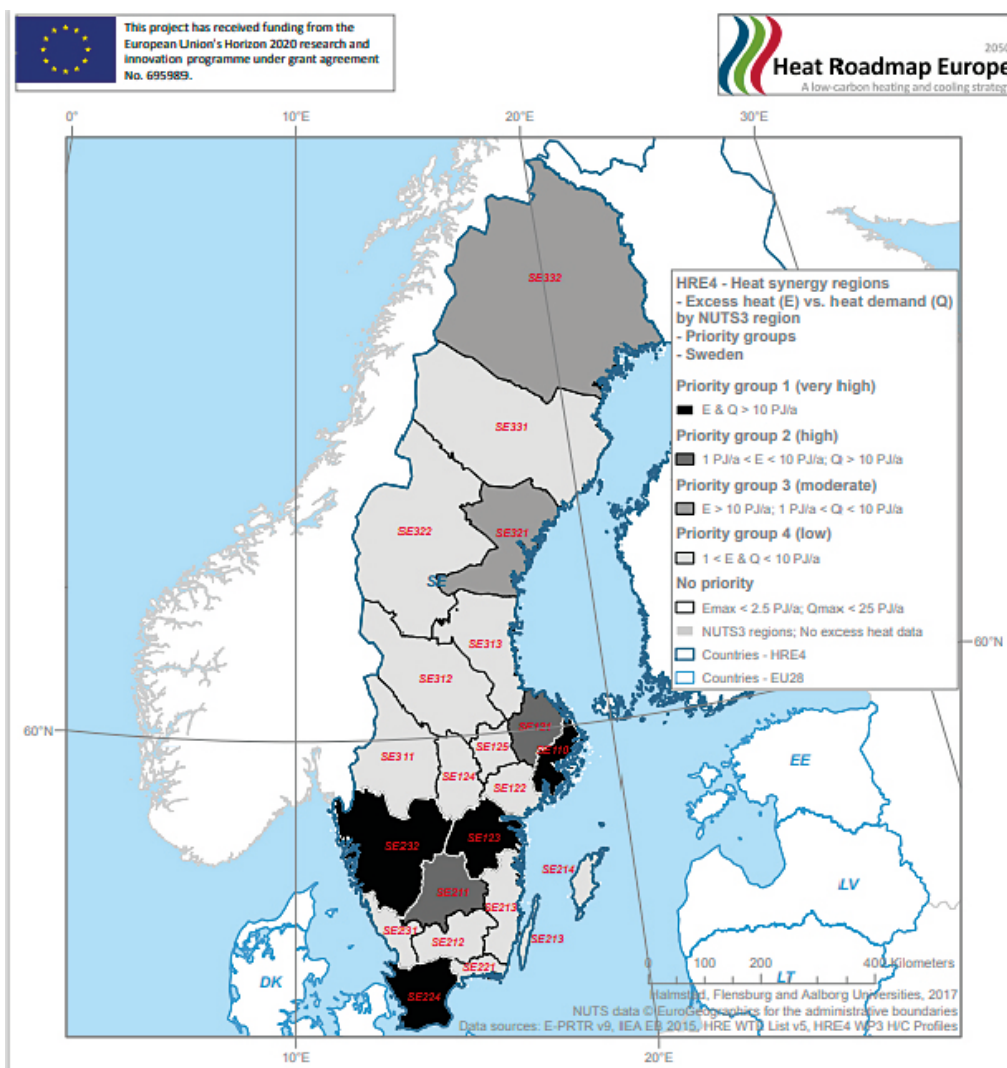 This project has received funding from the
European Union's Horizon 2020 research and
innovation programme under grant agreement
No. 695989.
2050
Heat Roadmap Europe
A low-carbon heating and cooling strateg
0°
10°E
20°E
30°E
SE332
HRE4 - Heat synergy regions
- Excess heat (E) vs. heat demand (Q)
by NUTS3 region
- Priority groups
- Sweden
Priority group 1 (very high)
E & Q > 10 PJ/a
Priority group 2 (high)
1 PJ/a < E < 10 PJ/a; Q > 10 PJ/a
Priority group 3 (moderate)
E > 10 PJ/a; 1 PJ/a < Q < 10 PJ/a
Priority group 4 (low)
1 < E & Q < 10 PJ/a
No priority
Emax < 2.5 PJ/a; Qmax < 25 PJ/a
NUTS3 regions; No excess heat data
Countries - HRE4
Countries - EU28
SE331
SE322
SE321
SE
SE313
SE312
60°N
60°N
SE121
SE110
SE125
SE311
SE124
SE122
EE
SE232
SE123
SE214
SE211
LV
SE213
SE231
SE212
SE213
SE221
DK
SE224
LT
0 100 200 400 Kilometers
Halmstad, Flensburg and Aalborg Universities, 2017
NUTS data © EuroGeographics for the administrative boundaries
Data sources: E-PRTR v9, IEA EB 2015, HRE WTE List v5, HRE4 WP3 H/C Profiles
10°E
20°E